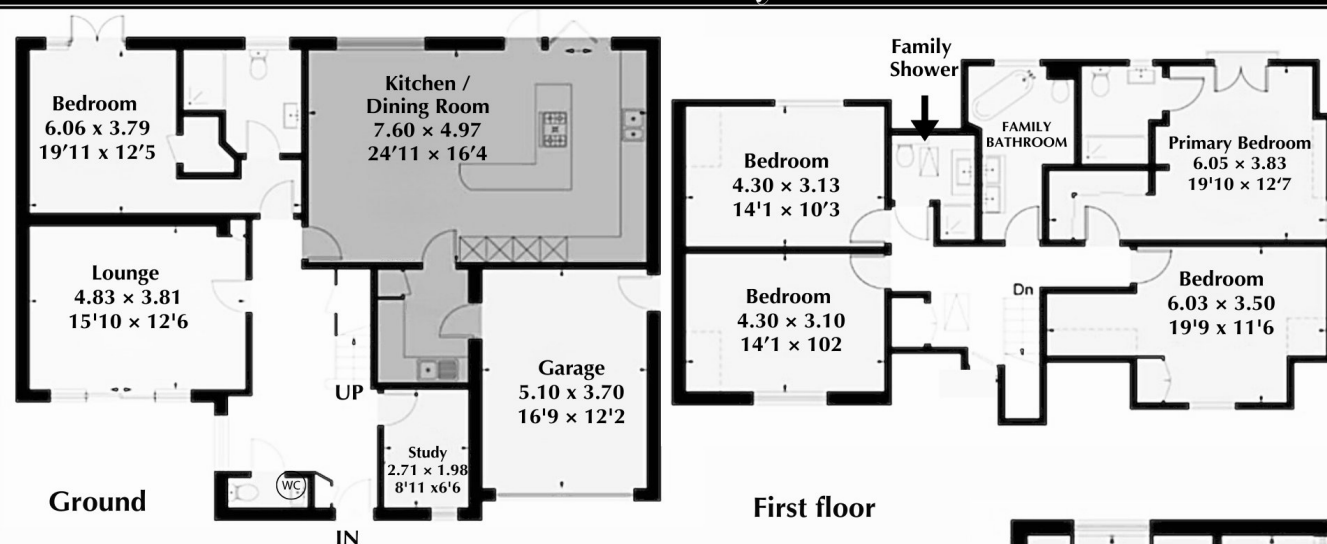 Bedroom
6.06 x 3.79
19'11 x 12'5
Kitchen /
Dining Room
7.60 × 4.97
24'11 × 16'4
Lounge
4.83 × 3.81
15'10 × 12'6
UP
Garage
5.10 x 3.70
16'9 × 12'2
Study
2.71 × 1.98
8'11 x6'6
WC
IN
Ground
Family
Shower
FAMILY
BATHROOM
Primary Bedroom
6.05 × 3.83
19'10 × 12'7
Bedroom
4.30 × 3.13
14'1 × 10'3
Bedroom
4.30 × 3.10
14'1 × 102
Dn
Bedroom
6.03 × 3.50
19'9 x 11'6
First floor